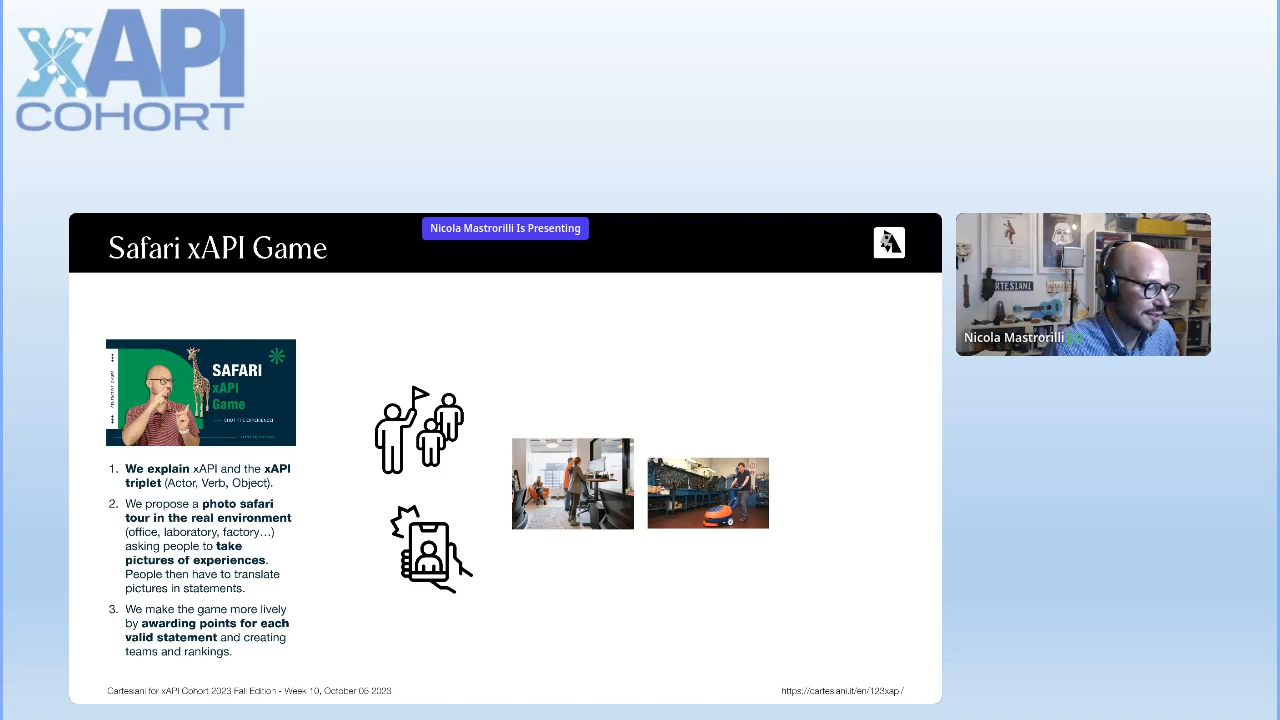 xAPI
COHORT
Nicola Mastrorilli Is Presenting
Safari xAPI Game
SAFARI
xAPI
Game
SHOT THE EXPERIENCE!
1. We explain xAPI and the xAPI
triplet (Actor, Verb, Object).
2. We propose a photo safari
tour in the real environment
(office, laboratory, factory...)
asking people to take
pictures of experiences.
People then have to translate
pictures in statements.
3. We make the game more lively
by awarding points for each
valid statement and creating
teams and rankings.
Cartesiani for xAPI Cohort 2023 Fall Edition - Week 10, October 05 2023
https://cartesiani.it/en/123xapi/
Nicola Mastrorilli